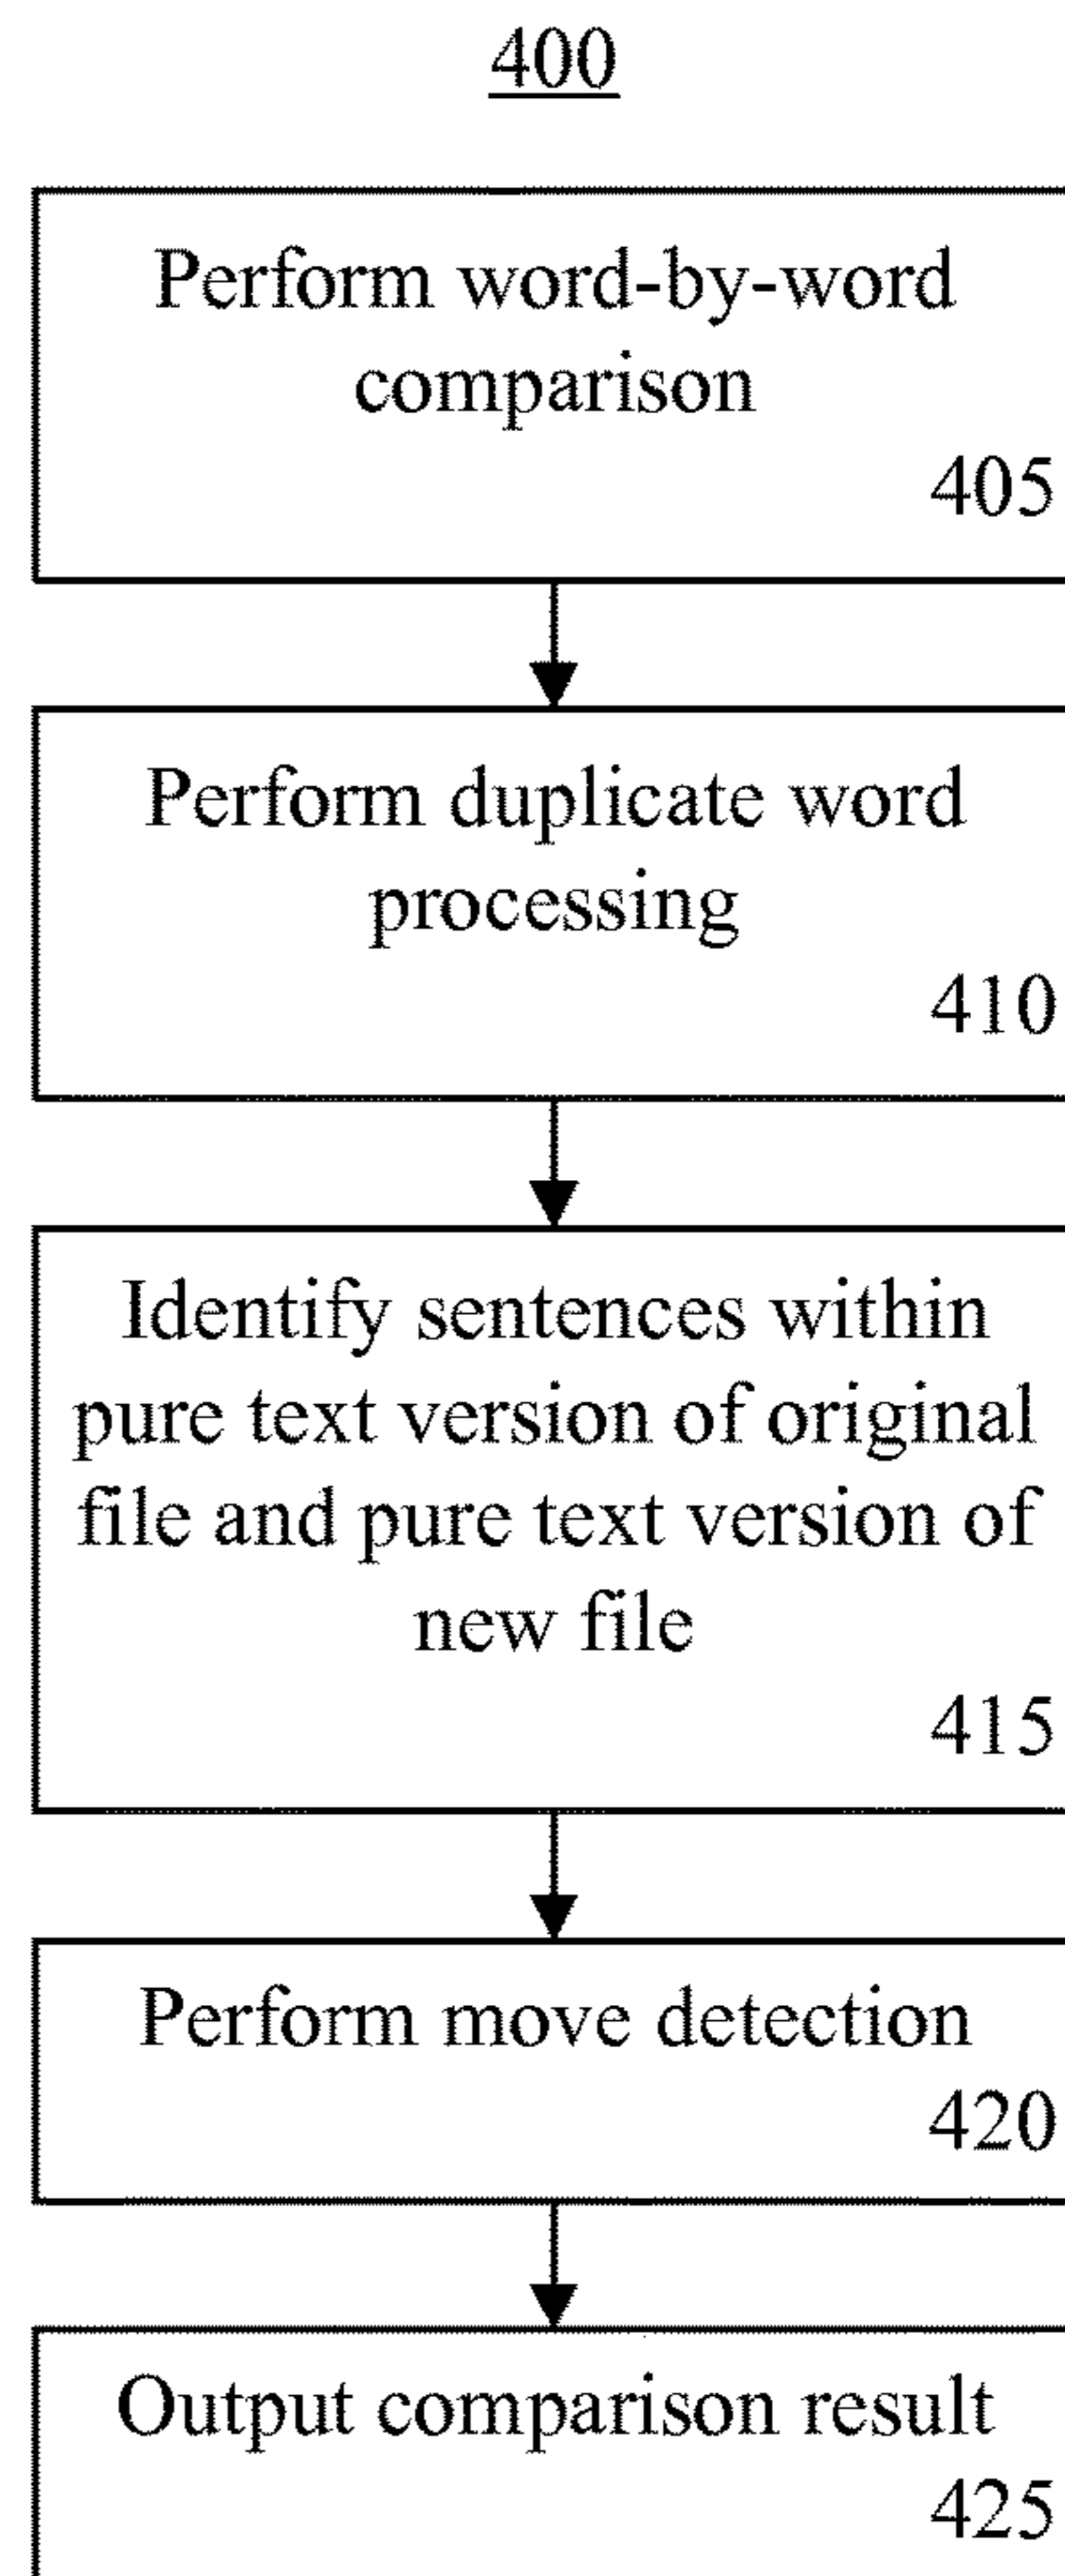 400
Perform word-by-word
comparison
405
Perform duplicate word
processing
410
Identify sentences within
pure text version of original
file and pure text version of
new file
415
Perform move detection
420
Output comparison result
425